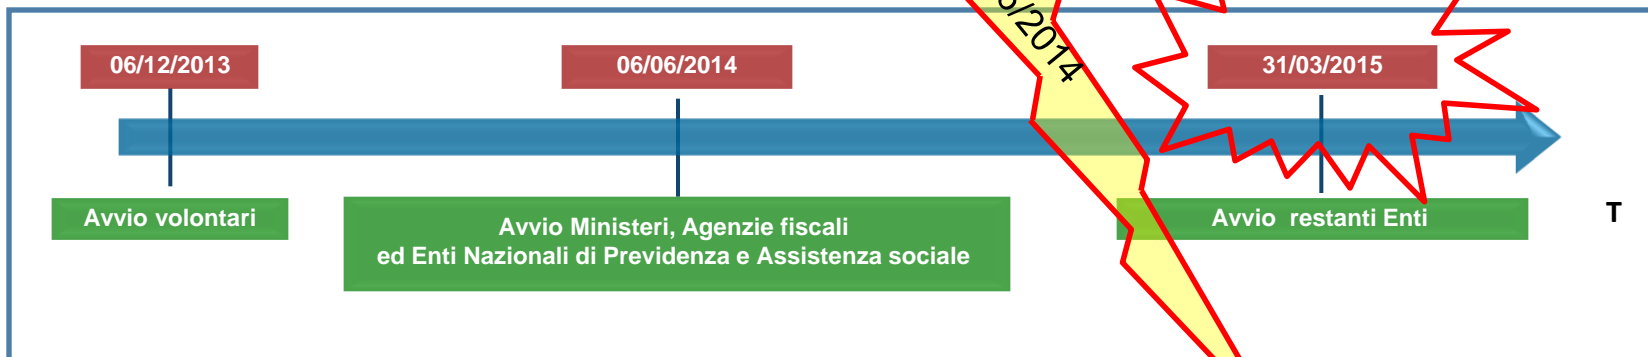 06/12/2013
06/06/2014
/2014
31/03/2015
Avvio volontari
Avvio Ministeri, Agenzie fiscali
ed Enti Nazionali di Previdenza e Assistenza sociale
Avvio restanti Enti
T